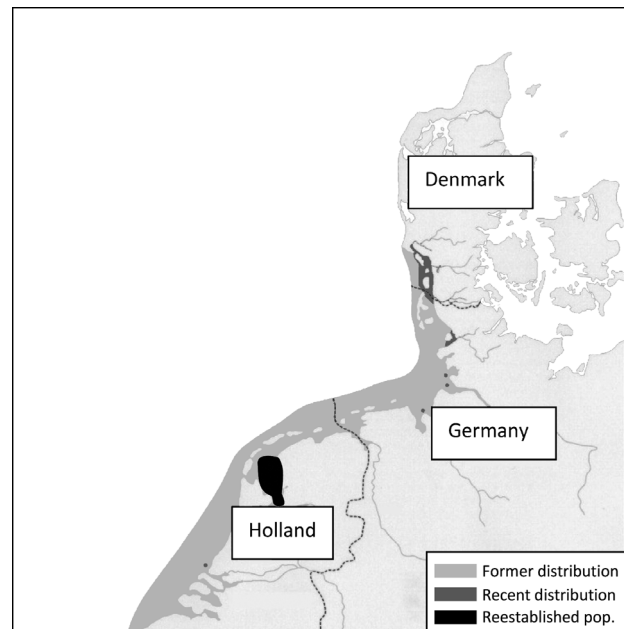 Denmark
Germany
Holland
Former distribution
Recent distribution
Reestablished pop.